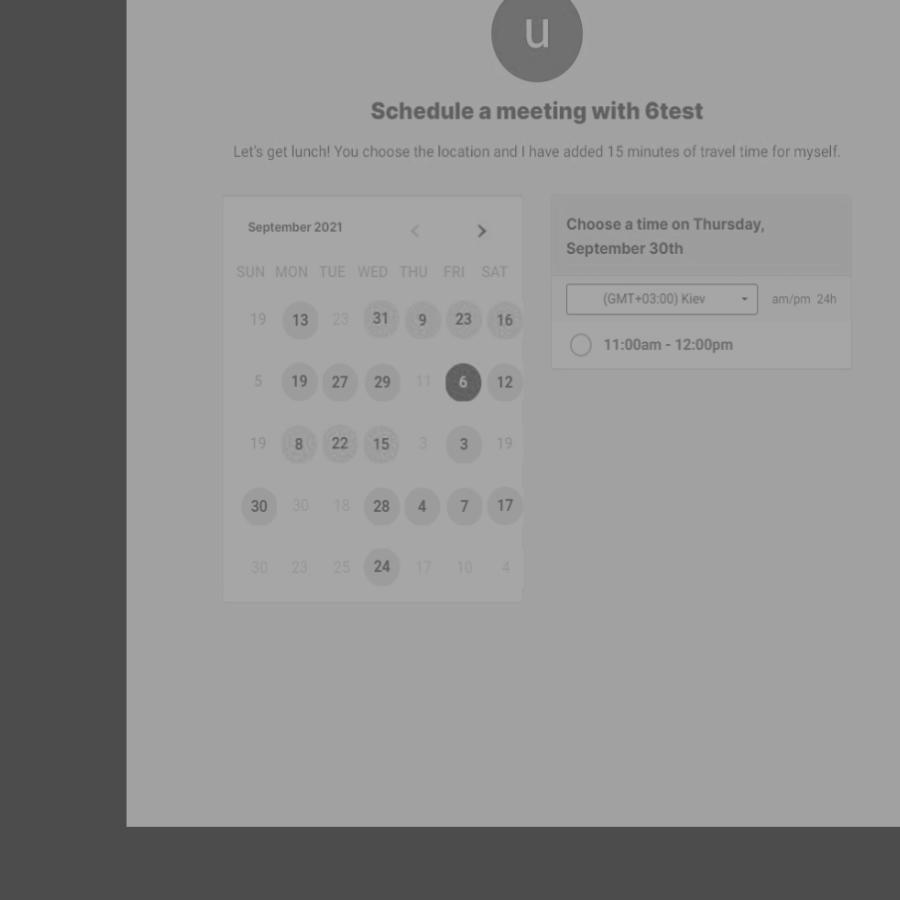 u
Schedule a meeting with 6test
Let's get lunch! You choose the location and I have added 15 minutes of travel time for myself.
September 2021
SUN MON TUE WED THU FRI SAT
19 13 23 31 9 23 16
5 19 27 29 11 6 12
19 8 22 15 3 3 19
30 30 18 28 4 7 17
30 23 25 24 17 10 4
Choose a time on Thursday,
September 30th
(GMT+03:00) Kiev am/pm 24h
11:00am - 12:00pm